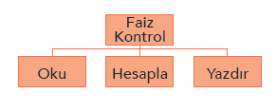 Faiz
Kontrol
Oku
Hesapla
Yazdır